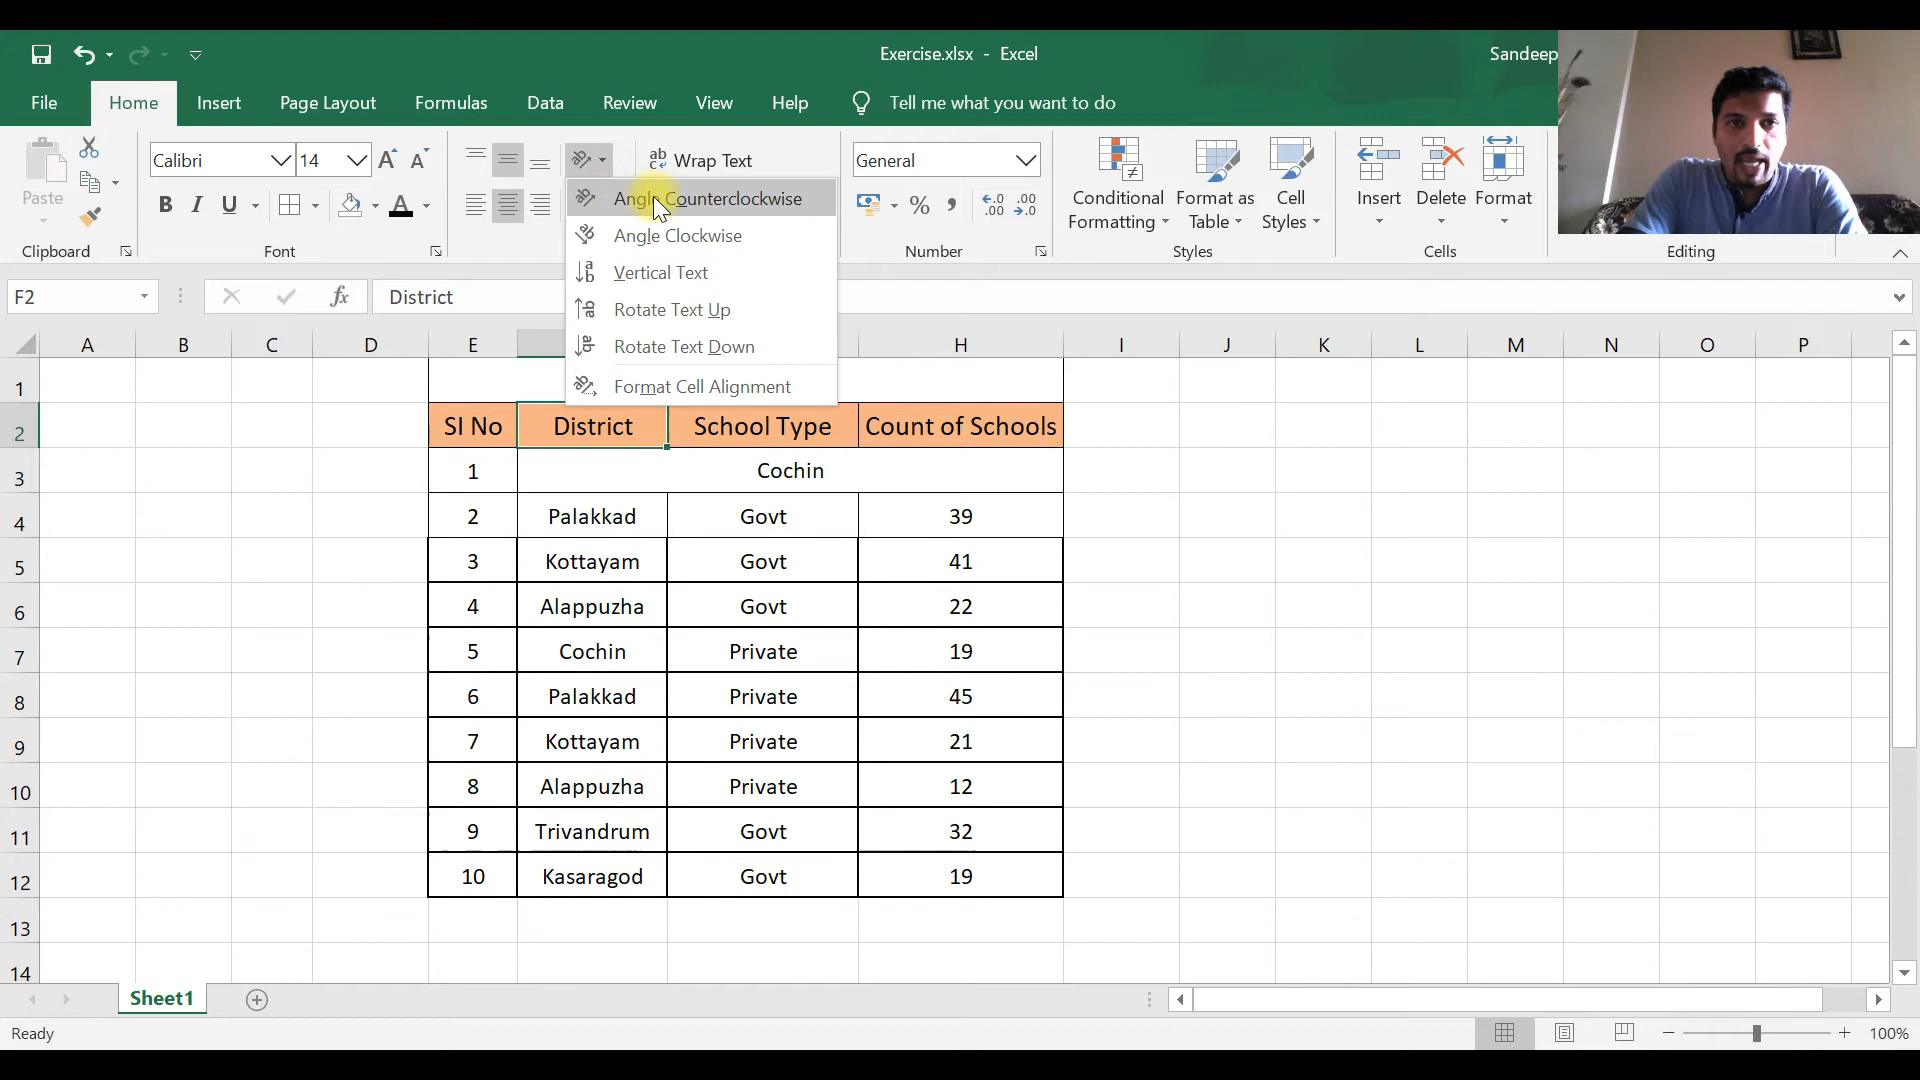 Exercise.xlsx - Excel
Sandeep
File Home Insert Page Layout Formulas Data Review View Help Tell me what you want to do
Paste
Calibri 14
Wrap Text
General
Conditional Formatting
Format as Table
Cell Styles
Insert Delete Format
B I U
Clipboard Font Number Styles Cells Editing
Angle Counterclockwise
Angle Clockwise
Vertical Text
Rotate Text Up
Rotate Text Down
Format Cell Alignment
F2 fx District
A B C D E H I J K L M N O P
1
2 SI No District School Type Count of Schools
3 1 Cochin
4 2 Palakkad Govt 39
5 3 Kottayam Govt 41
6 4 Alappuzha Govt 22
7 5 Cochin Private 19
8 6 Palakkad Private 45
9 7 Kottayam Private 21
10 8 Alappuzha Private 12
11 9 Trivandrum Govt 32
12 10 Kasaragod Govt 19
13
14
Sheet1
Ready
100%